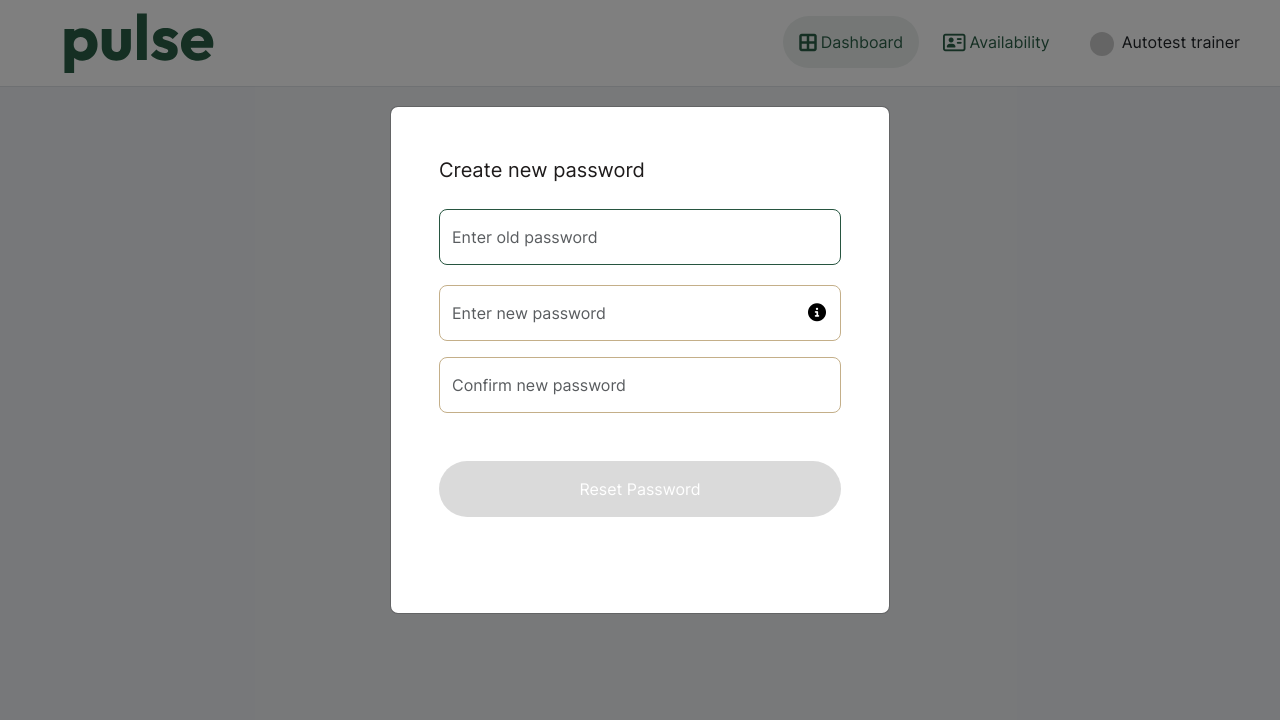 pulse
Dashboard
Availability
Autotest trainer
Create new password
Enter old password
Enter new password
Confirm new password
Reset Password